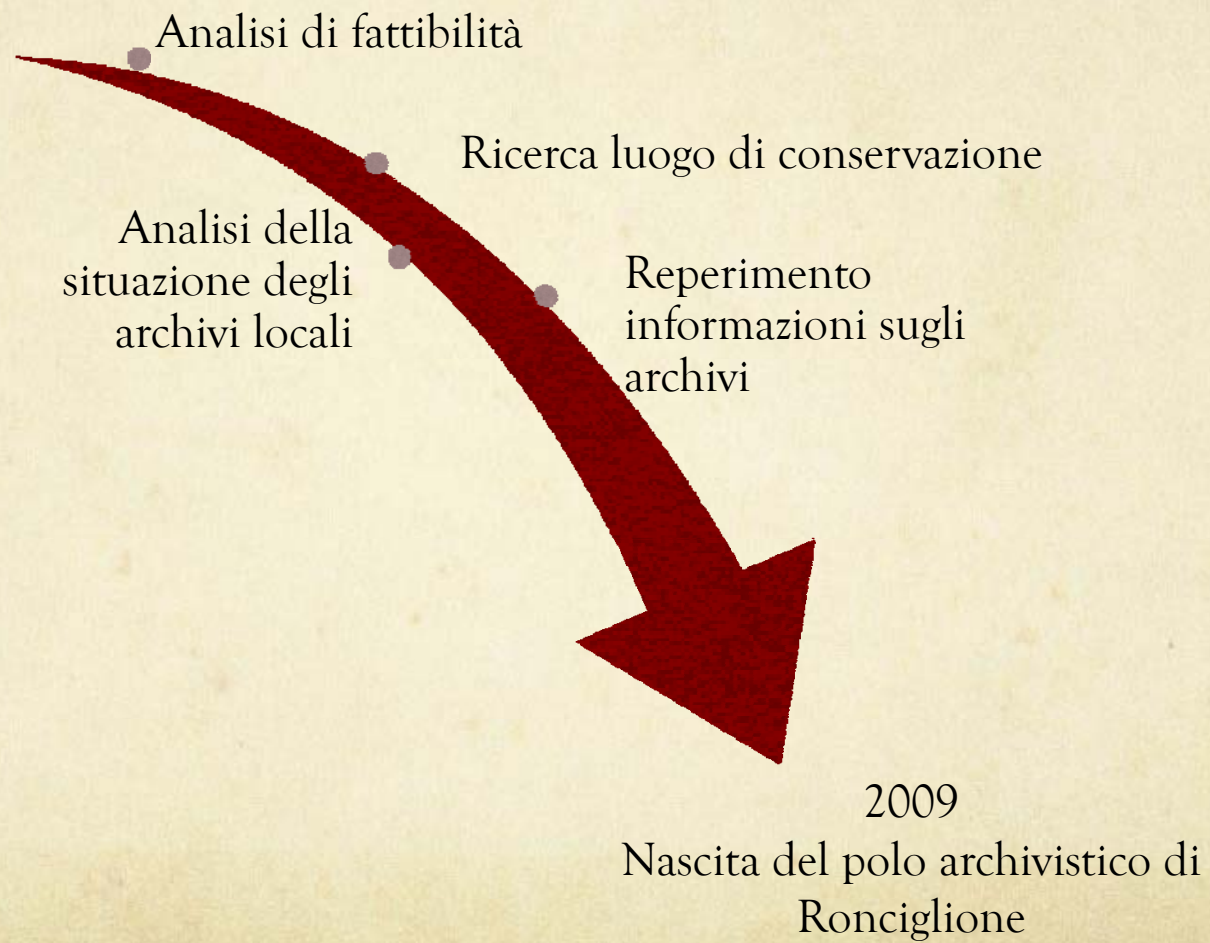 Analisi di fattibilità
Ricerca luogo di conservazione
Analisi della
situazione degli
archivi locali
Reperimento
informazioni sugli
archivi
2009
Nascita del polo archivistico di
Ronciglione